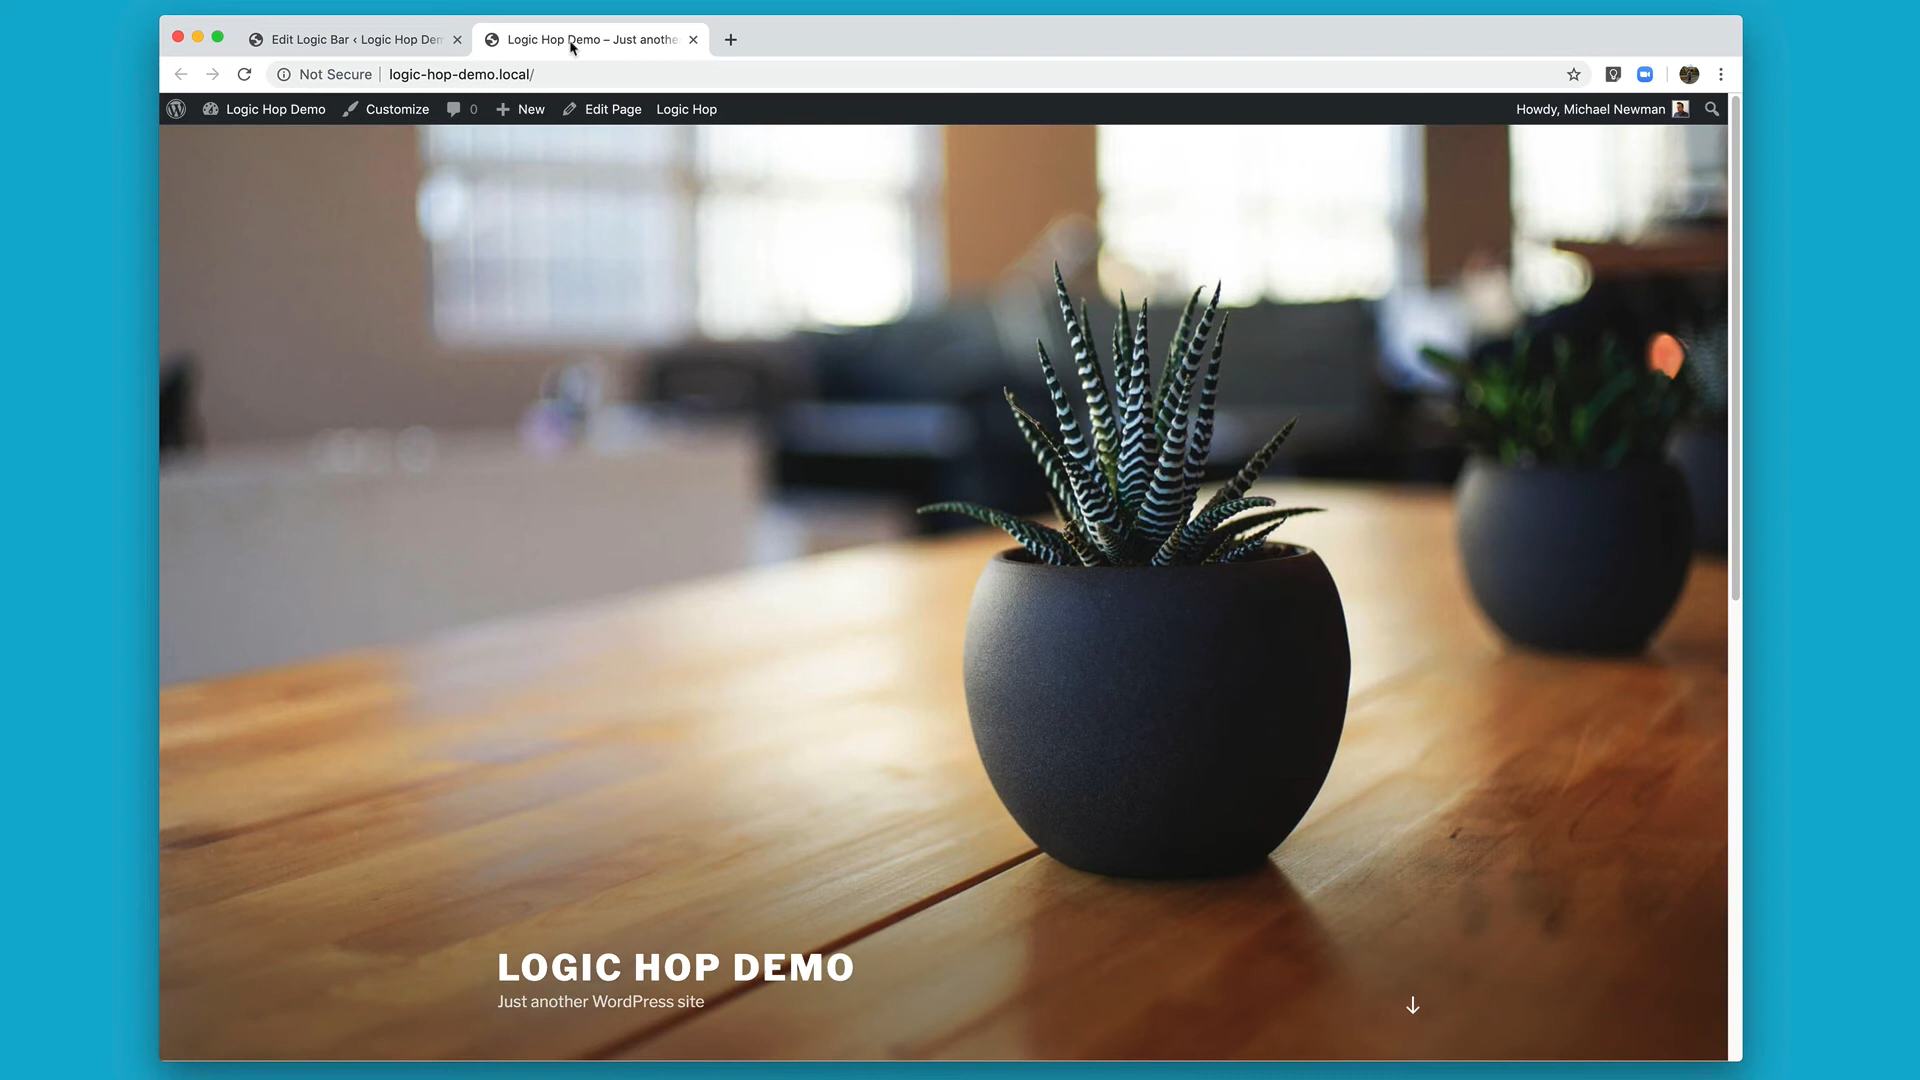 Edit Logic Bar ‹ Logic Hop Dem
Logic Hop Demo – Just anothe
Not Secure
logic-hop-demo.local/
Logic Hop Demo
Customize
0
New
Edit Page
Logic Hop
Howdy, Michael Newman
LOGIC HOP DEMO
Just another WordPress site